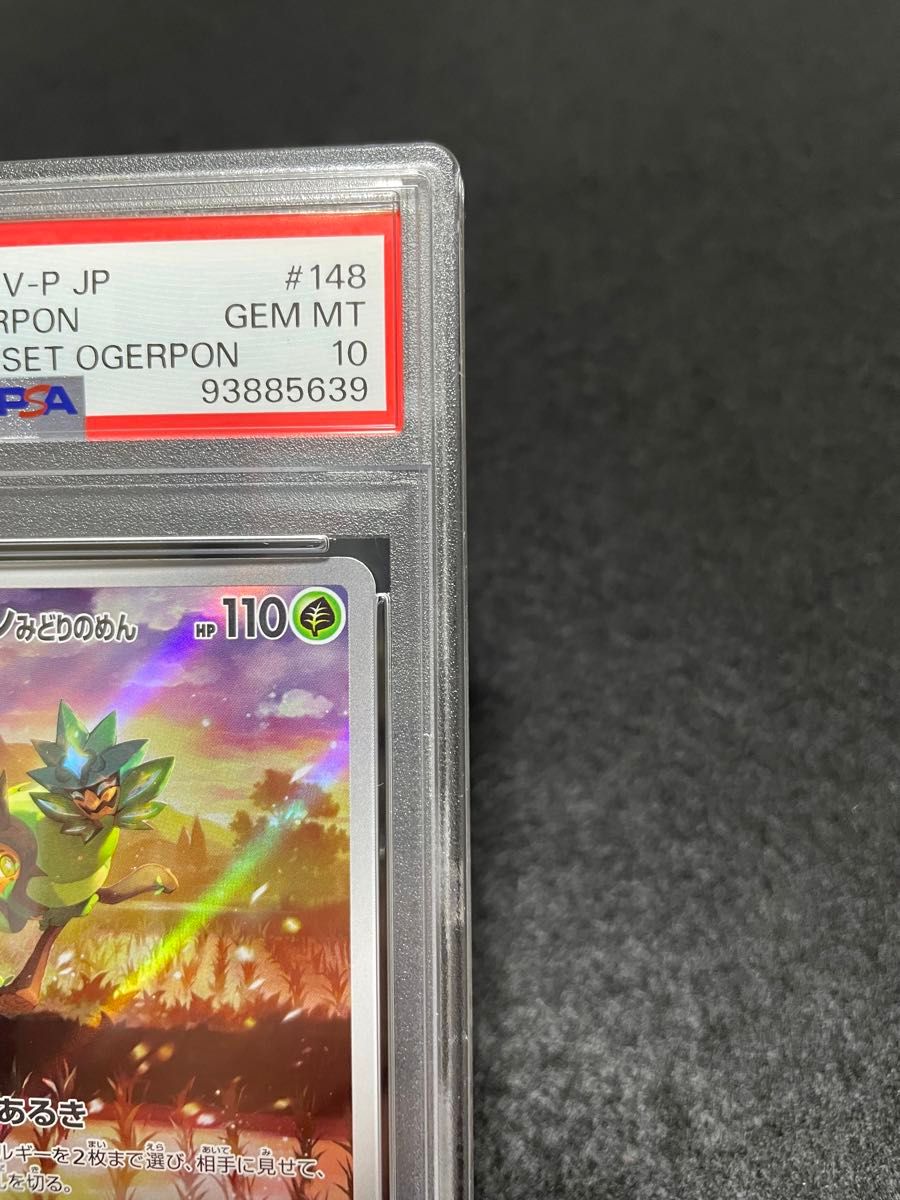 V-P JP #148
RPON GEM MT
SET OGERPON 10
PSA 93885639
みどりのめん HP 110
あるき
ルギーを2枚まで選び、相手に見せて、
を切る。